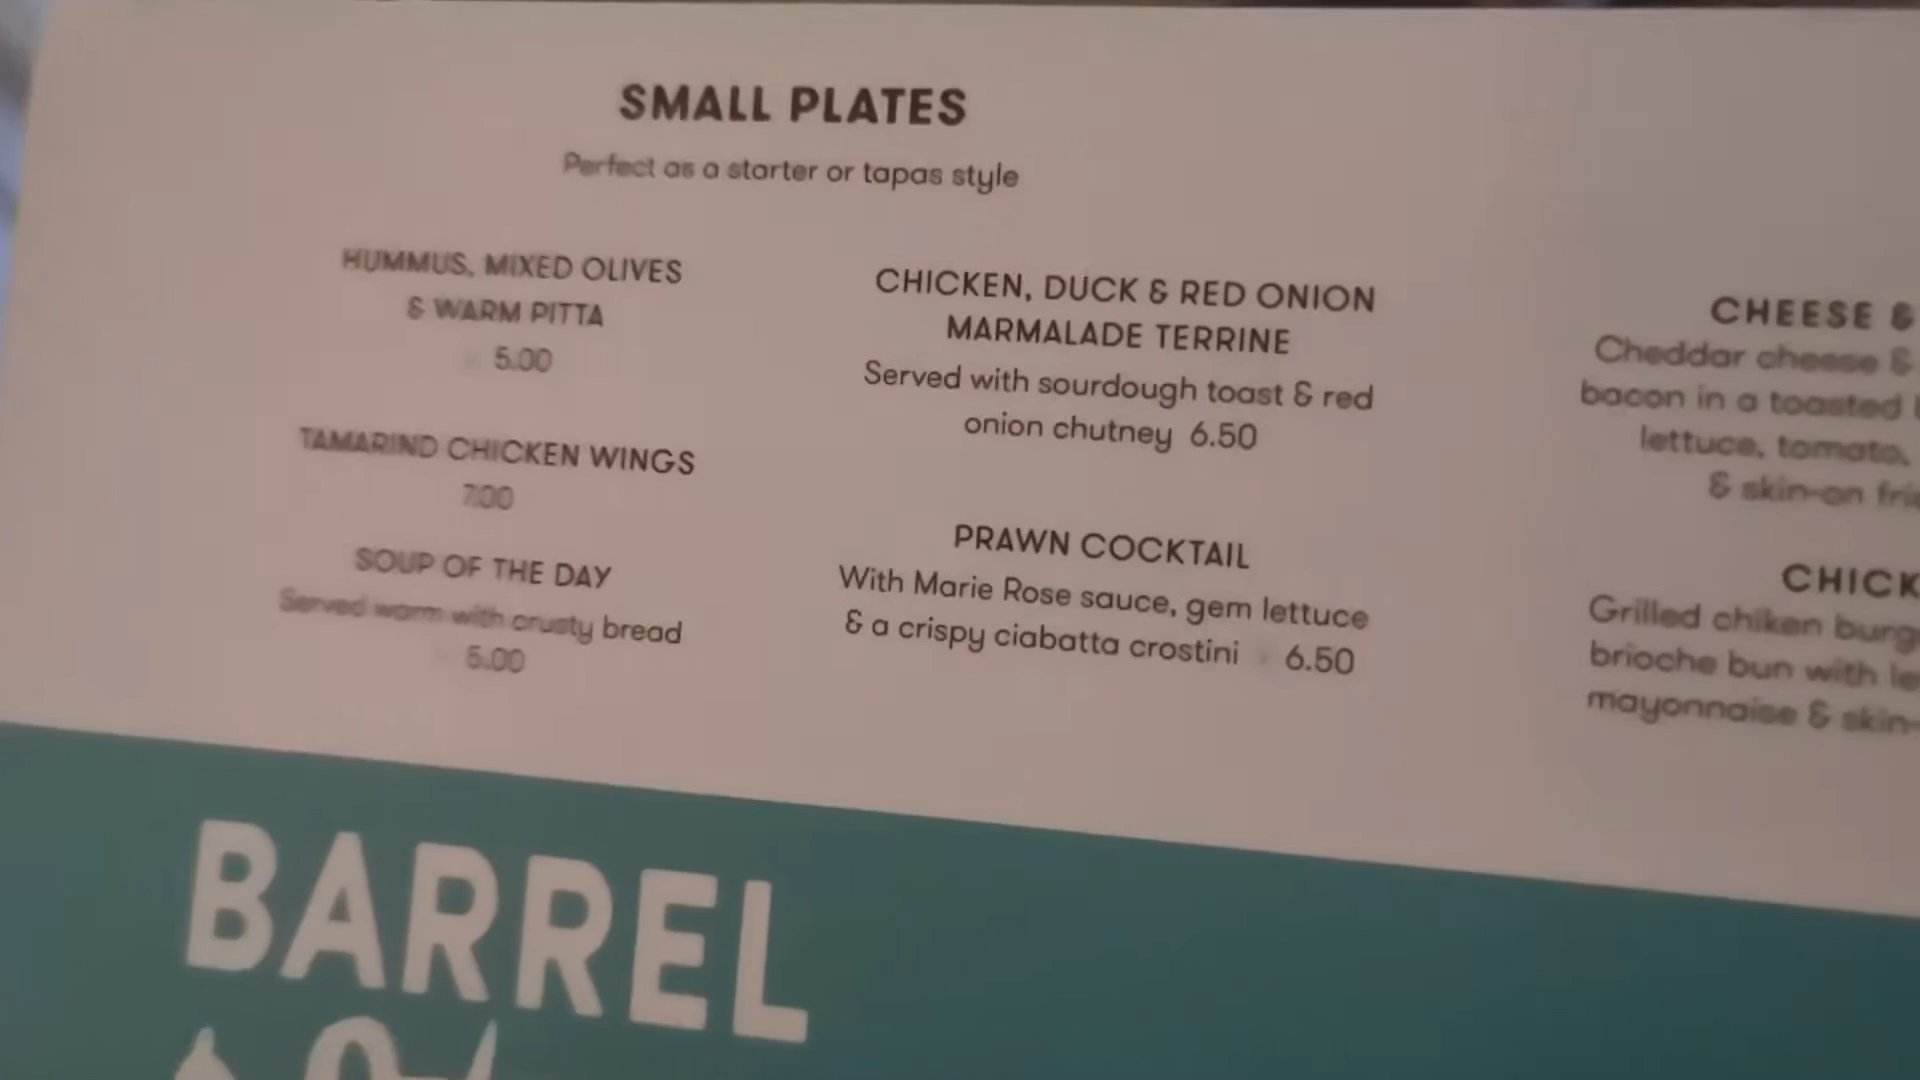 SMALL PLATES
Perfect as a starter or tapas style
HUMMUS, MIXED OLIVES
& WARM PITTA
5.00
TAMARIND CHICKEN WINGS
7.00
SOUP OF THE DAY
Served warm with crusty bread
5.00
CHICKEN, DUCK & RED ONION
MARMALADE TERRINE
Served with sourdough toast & red
onion chutney 6.50
PRAWN COCKTAIL
With Marie Rose sauce, gem lettuce
& a crispy ciabatta crostini 6.50
CHEESE &
Cheddar cheese &
bacon in a toasted
lettuce, tomato,
& skin-on
Grilled chiken
brioche bun with
mayonnaise & skin-
BARREL